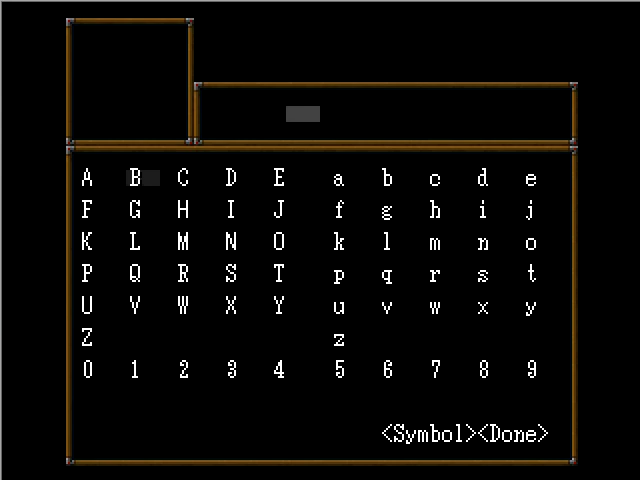 A B C D E a b c d e
F G H I J f g h i j
K L M N O k l m n o
P Q R S T p q r s t
U V W X Y u v w x y
Z z
0 1 2 3 4 5 6 7 8 9
<Symbol><Done>